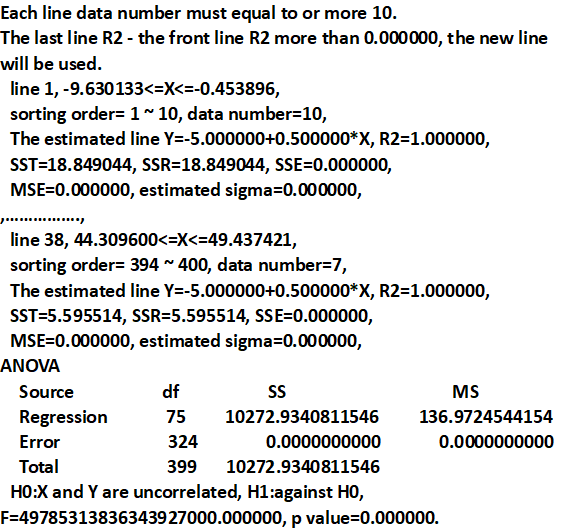 Each line data number must equal to or more 10.
The last line R2 - the front line R2 more than 0.000000, the new line
will be used.
line 1, -9.630133<=X<=-0.453896,
sorting order= 1 ~ 10, data number=10,
The estimated line Y=-5.000000+0.500000*X, R2=1.000000,
SST=18.849044, SSR=18.849044, SSE=0.000000,
MSE=0.000000, estimated sigma=0.000000,
,…………….,
line 38, 44.309600<=X<=49.437421,
sorting order= 394 ~ 400, data number=7,
The estimated line Y=-5.000000+0.500000*X, R2=1.000000,
SST=5.595514, SSR=5.595514, SSE=0.000000,
MSE=0.000000, estimated sigma=0.000000,
ANOVA
Source df SS MS
Regression 75 10272.9340811546 136.9724544154
Error 324 0.0000000000 0.0000000000
Total 399 10272.9340811546
H0:X and Y are uncorrelated, H1:against H0,
F=49785313836343927000.000000, p value=0.000000.